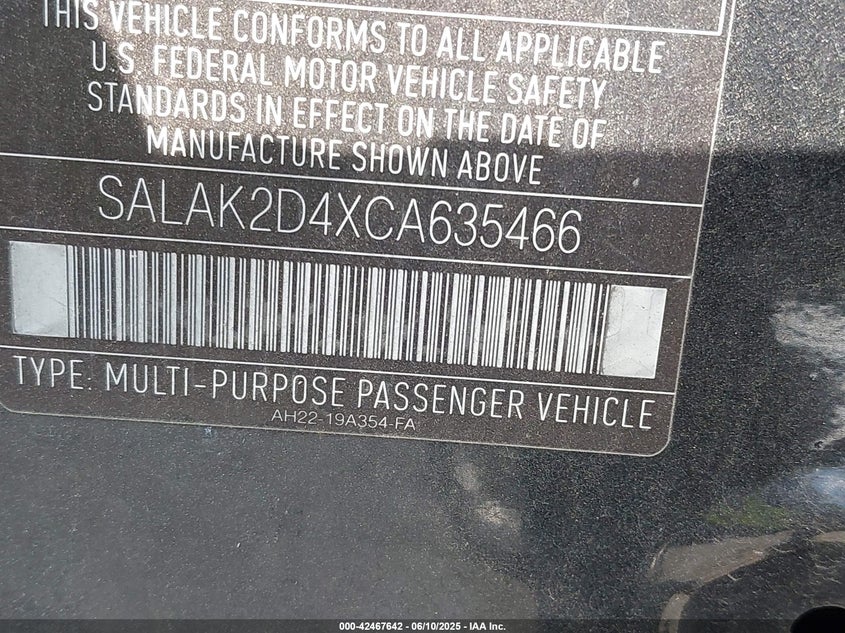 THIS VEHICLE CONFORMS TO ALL APPLICABLE
U.S. FEDERAL MOTOR VEHICLE SAFETY
STANDARDS IN EFFECT ON THE DATE OF
MANUFACTURE SHOWN ABOVE
SALAK2D4XCA635466
TYPE: MULTI-PURPOSE PASSENGER VEHICLE
AH22-19A354-FA
000-42467642 - 06/10/2025 - IAA Inc.